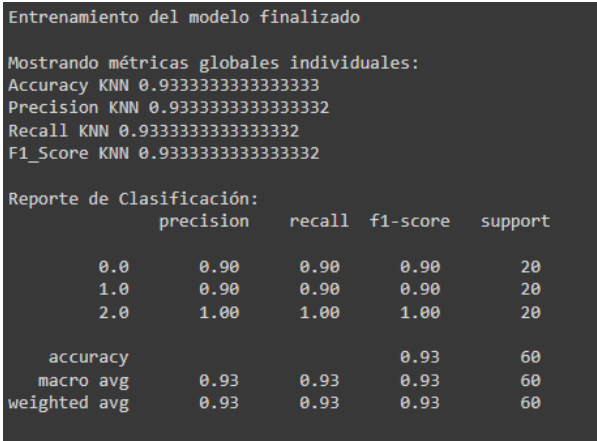 Entrenamiento del modelo finalizado
Mostrando métricas globales individuales:
Accuracy KNN 0.9333333333333333
Precision KNN 0.9333333333333332
Recall KNN 0.9333333333333332
F1_Score KNN 0.9333333333333332
Reporte de Clasificación:
precision recall f1-score support
0.0 0.90 0.90 0.90 20
1.0 0.90 0.90 0.90 20
2.0 1.00 1.00 1.00 20
accuracy 0.93 60
macro avg 0.93 0.93 0.93 60
weighted avg 0.93 0.93 0.93 60